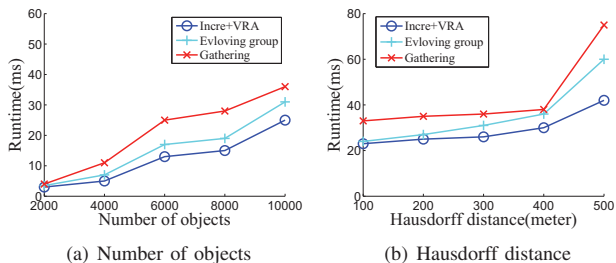 60
50
40
30
20
10
0
2000 4000 6000 8000 10000
Runtime(ms)
Number of objects
Incre+VRA
Evloving group
Gathering
(a) Number of objects
80
60
40
20
0
100 200 300 400 500
Runtime(ms)
Hausdorff distance(meter)
Incre+VRA
Evloving group
Gathering
(b) Hausdorff distance